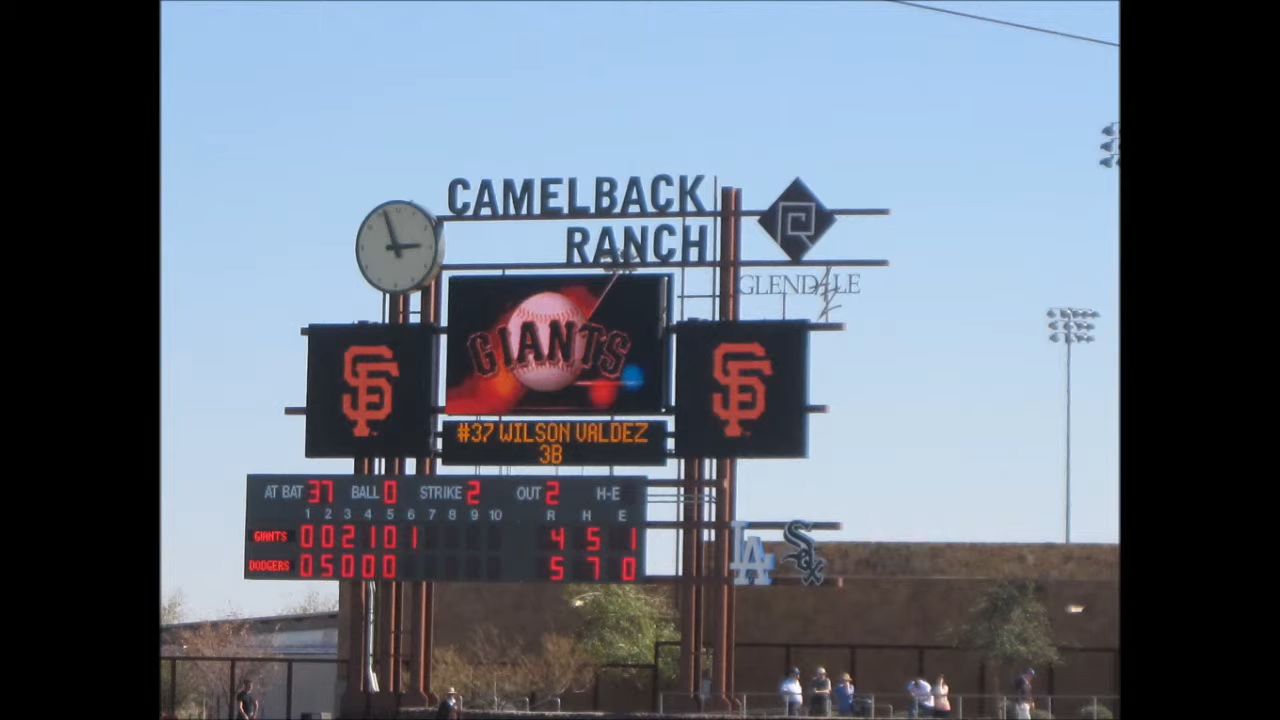 CAMELBACK
RANCH
GLENDALE
GIANTS
SF
SF
#37 WILSON VALDEZ
3B
AT BAT 37 BALL 0 STRIKE 2 OUT 2 H-E
1 2 3 4 5 6 7 8 9 10 R H E
GIANTS 0 0 2 1 0 1 4 5 1
DODGERS 0 5 0 0 0 5 7 0
LA Sox